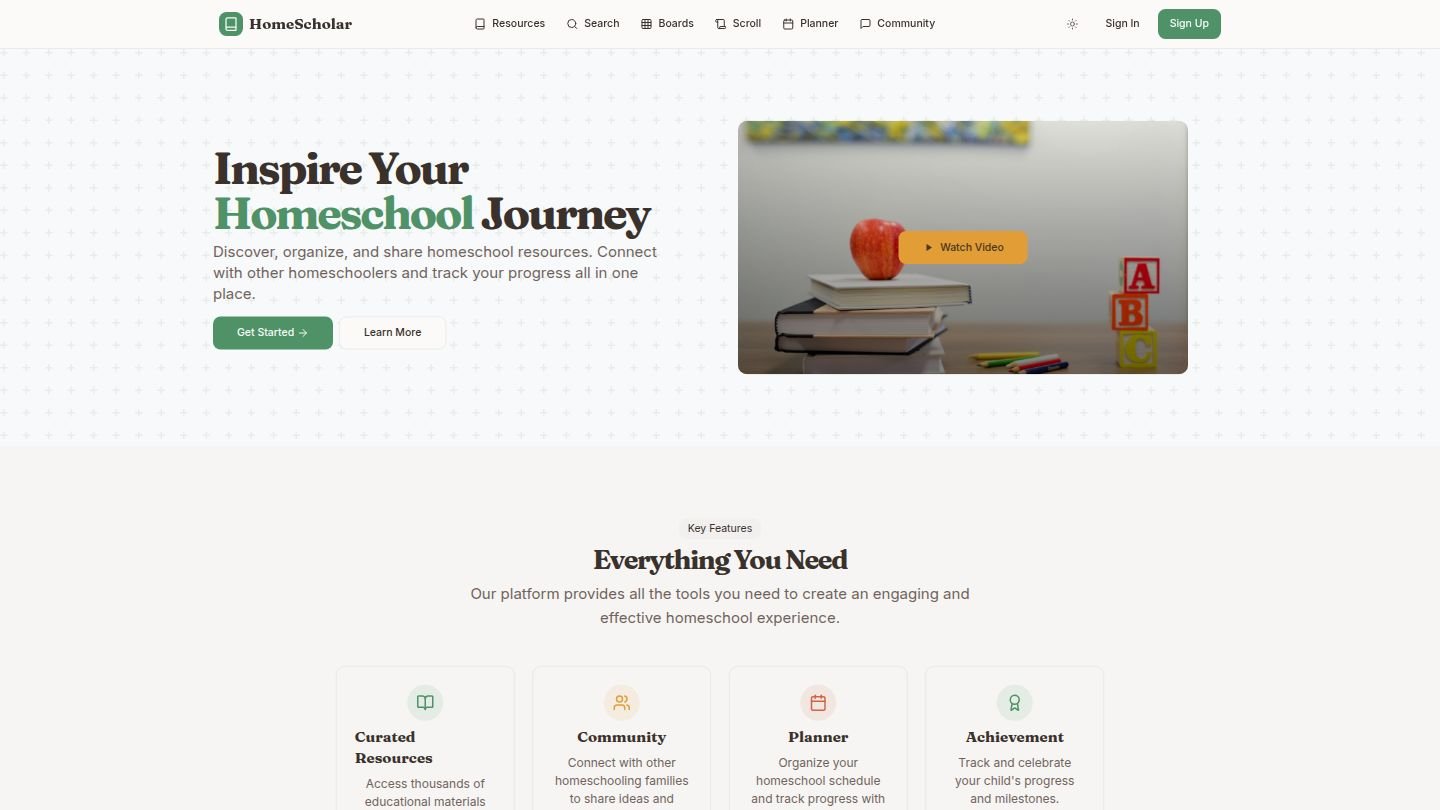 HomeScholar
Resources
Search
Boards
Scroll
Planner
Community
Sign In
Sign Up
Inspire Your
Homeschool Journey
Discover, organize, and share homeschool resources. Connect
with other homeschoolers and track your progress all in one
place.
Get Started →
Learn More
Watch Video
A
B
C
Key Features
Everything You Need
Our platform provides all the tools you need to create an engaging and
effective homeschool experience.
Curated
Resources
Access thousands of
educational materials
Community
Connect with other
homeschooling families
to share ideas and
Planner
Organize your
homeschool schedule
and track progress with
Achievement
Track and celebrate
your child's progress
and milestones.